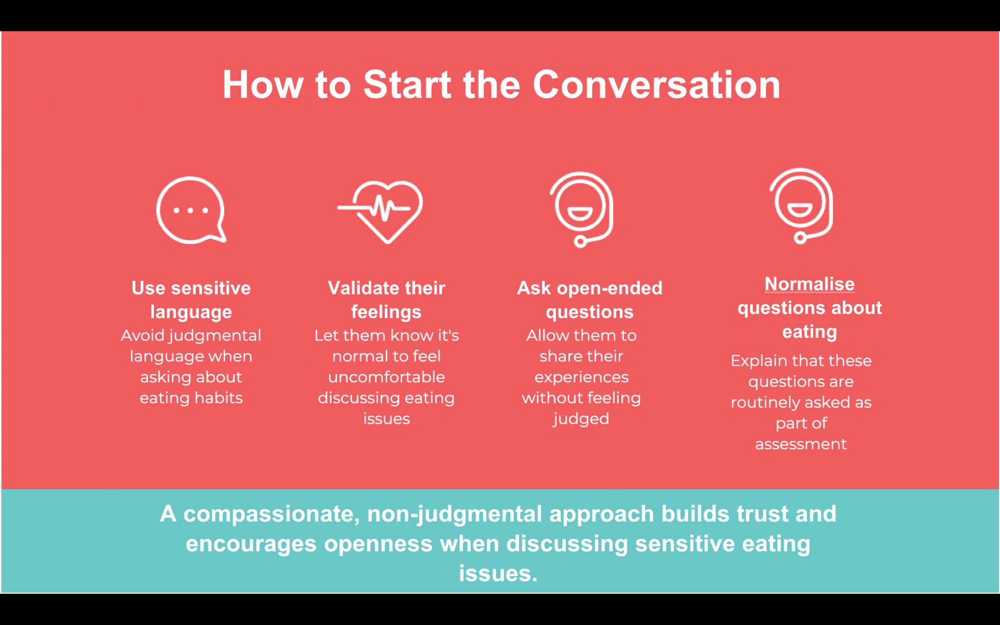 How to Start the Conversation
Use sensitive
language
Avoid judgmental
language when
asking about
eating habits
Validate their
feelings
Let them know it's
normal to feel
uncomfortable
discussing eating
issues
Ask open-ended
questions
Allow them to
share their
experiences
without feeling
judged
Normalise
questions about
eating
Explain that these
questions are
routinely asked as
part of
assessment
A compassionate, non-judgmental approach builds trust and
encourages openness when discussing sensitive eating
issues.